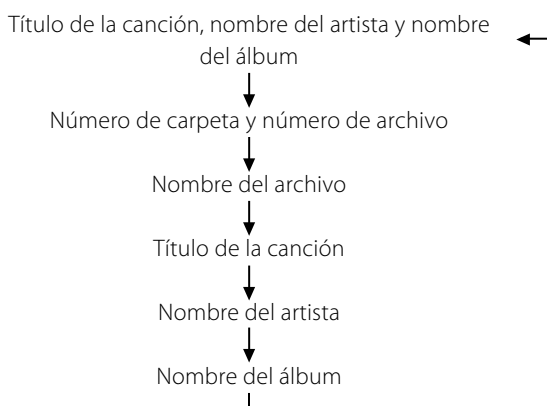 Título de la canción, nombre del artista y nombre
del álbum
Número de carpeta y número de archivo
Nombre del archivo
Título de la canción
Nombre del artista
Nombre del álbum